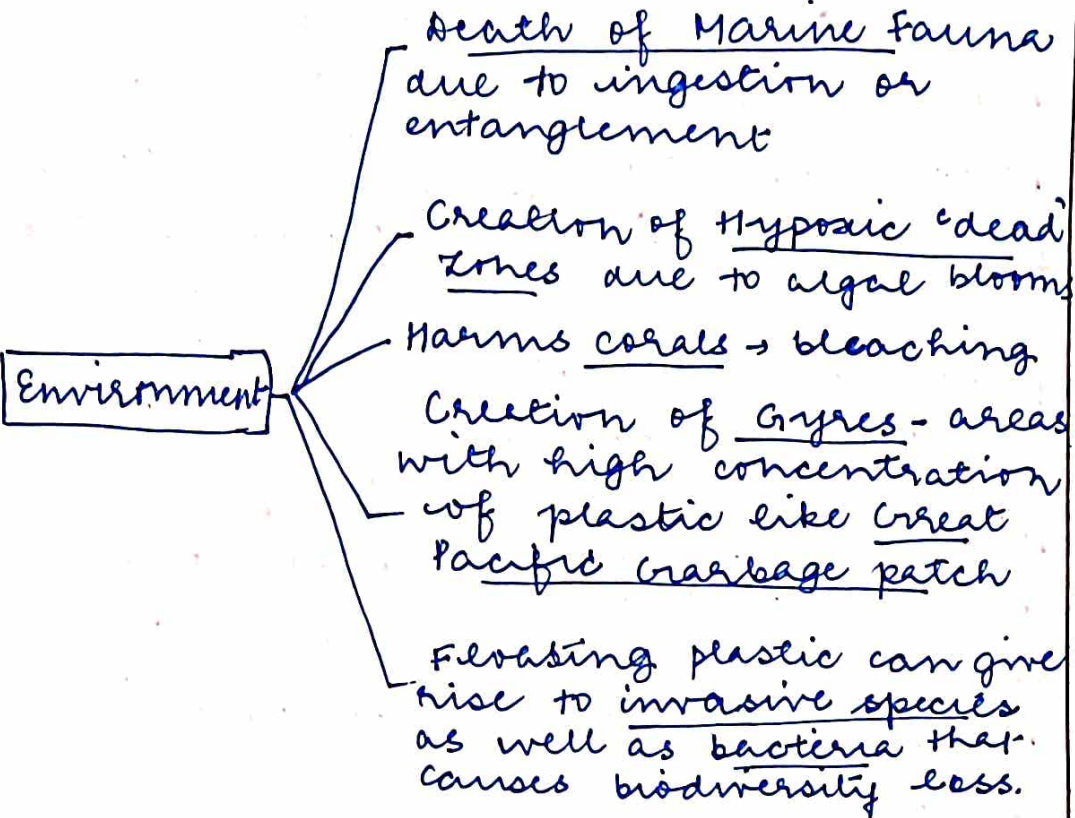 Death of Marine Fauna
due to ingestion or
entanglement
Creation of Hypoxic 'dead'
zones due to algal blooms
Harms corals → bleaching
Environment
Creation of Gyres - areas
with high concentration
of plastic like Great
Pacific Garbage patch
Floating plastic can give
rise to invasive species
as well as bacteria that
causes biodiversity loss.